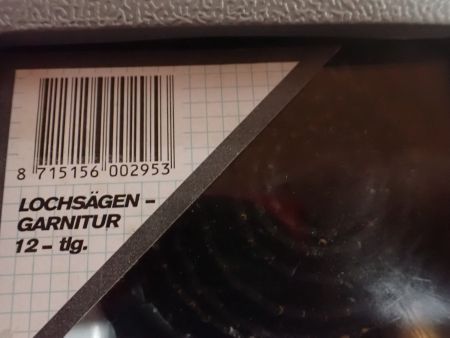 8 715156 002953
LOCHSÄGEN –
GARNITUR
12 – tlg.